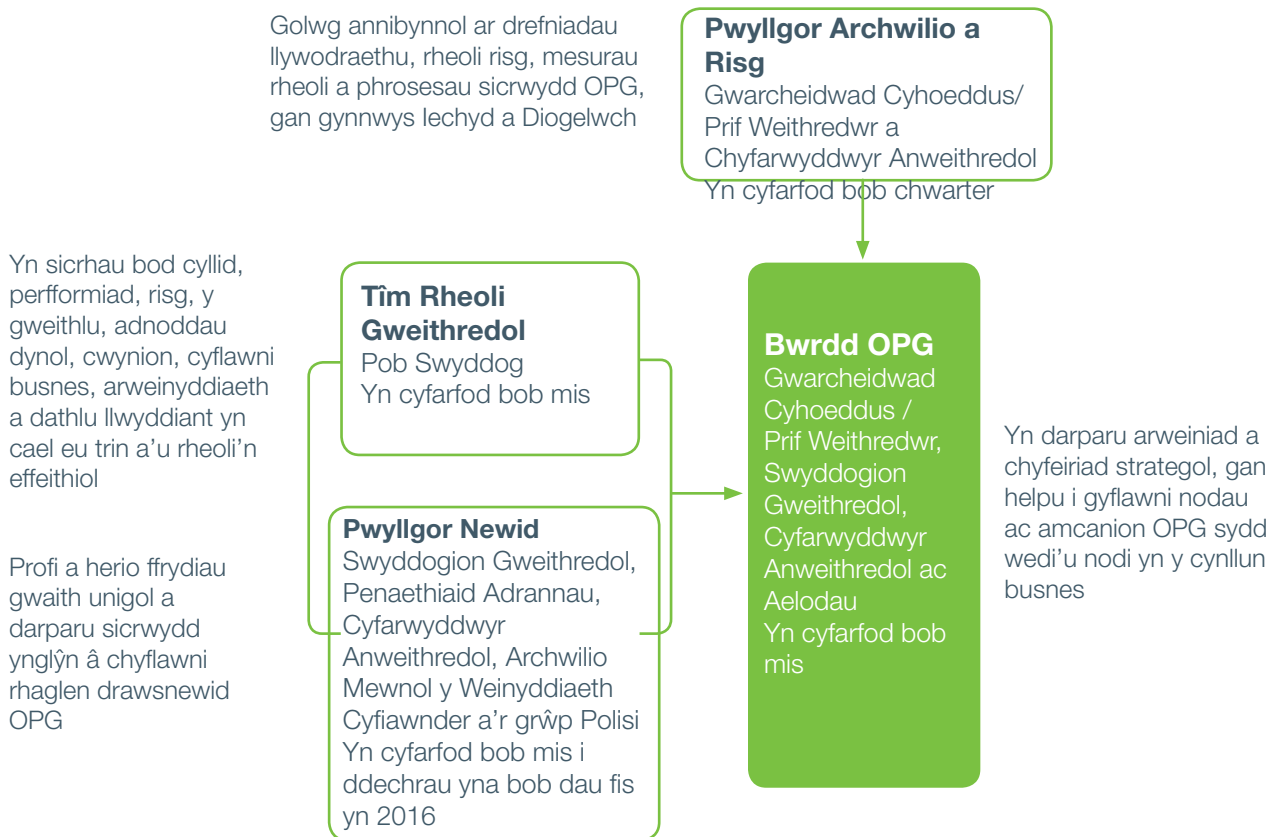 Golwg annibynnol ar drefniadau
llywodraethu, rheoli risg, mesurau
rheoli a phrosesau sicrwydd OPG,
gan gynnwys Iechyd a Diogelwch
Pwyllgor Archwilio a
Risg
Gwarcheidwad Cyhoeddus/
Prif Weithredwr a
Chyfarwyddwyr Anweithredol
Yn cyfarfod bob chwarter
Yn sicrhau bod cyllid,
perfformiad, risg, y
gweithlu, adnoddau
dynol, cwynion, cyflawni
busnes, arweinyddiaeth
a dathlu llwyddiant yn
cael eu trin a'u rheoli'n
effeithiol
Tîm Rheoli
Gweithredol
Pob Swyddog
Yn cyfarfod bob mis
Profi a herio ffrydiau
gwaith unigol a
darparu sicrwydd
ynglŷn â chyflawni
rhaglen drawsnewid
OPG
Pwyllgor Newid
Swyddogion Gweithredol,
Penaethiaid Adrannau,
Cyfarwyddwyr
Anweithredol, Archwilio
Mewnol y Weinyddiaeth
Cyfiawnder a'r grŵp Polisi
Yn cyfarfod bob mis i
ddechrau yna bob dau fis
yn 2016
Bwrdd OPG
Gwarcheidwad
Cyhoeddus /
Prif Weithredwr,
Swyddogion
Gweithredol,
Cyfarwyddwyr
Anweithredol ac
Aelodau
Yn cyfarfod bob
mis
Yn darparu arweiniad a
chyfeiriad strategol, gan
helpu i gyflawni nodau
ac amcanion OPG sydd
wedi'u nodi yn y cynllun
busnes